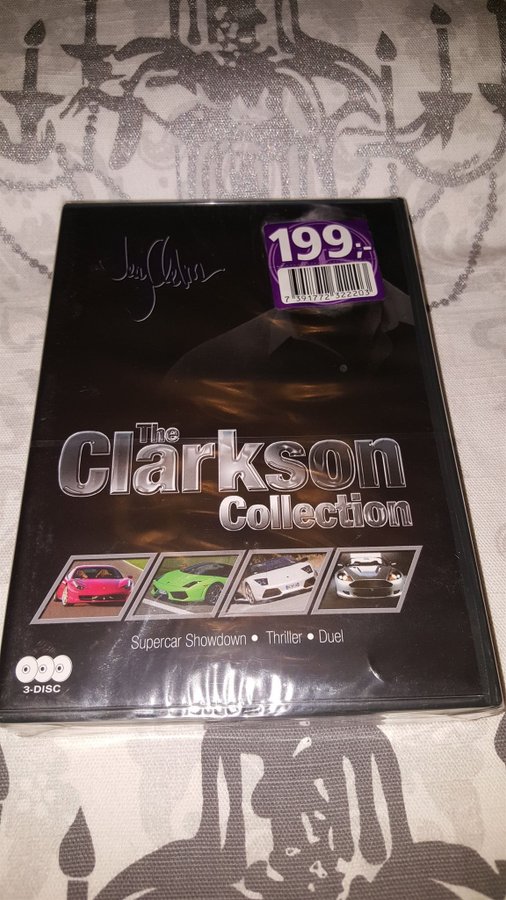 199:-
7 391772 322203
The
Clarkson
Collection
Supercar Showdown • Thriller • Duel
3-DISC